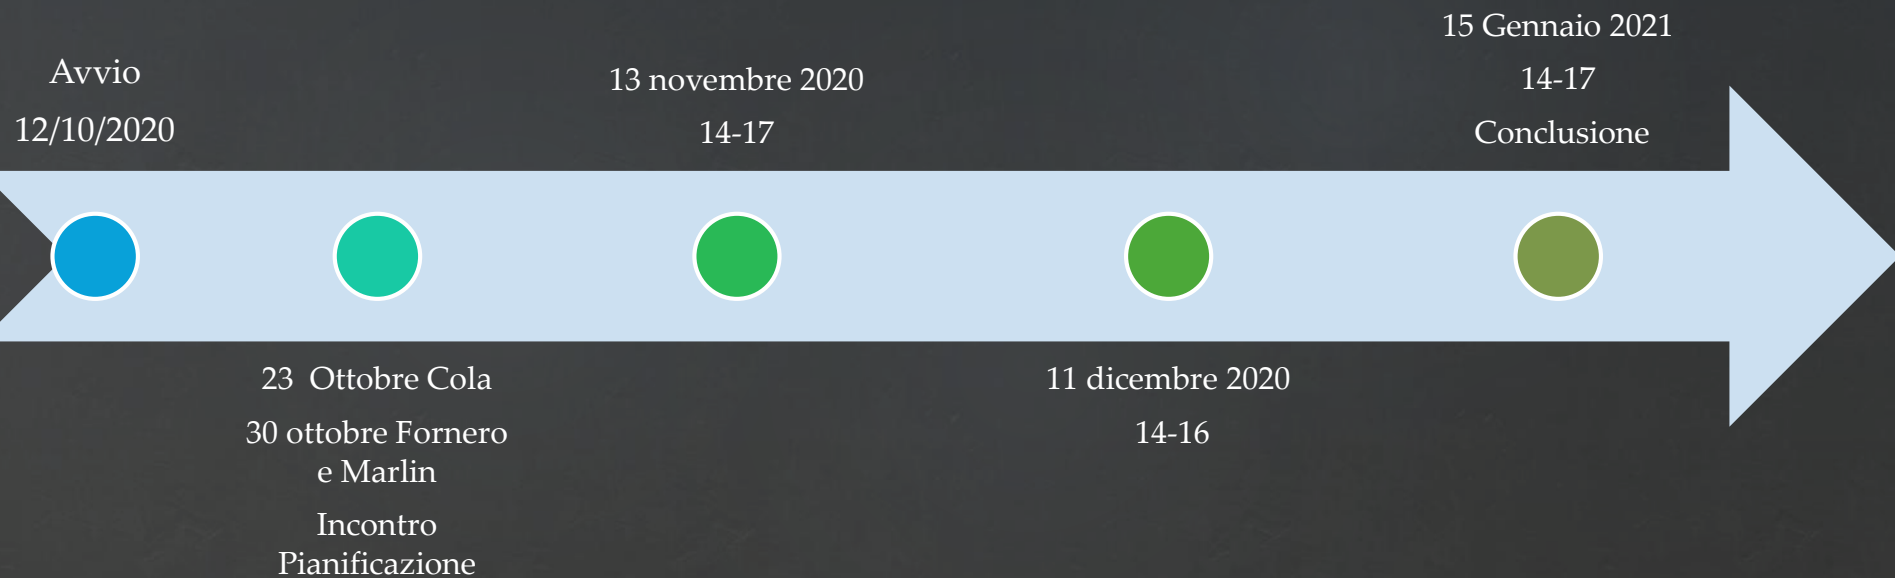 Avvio
12/10/2020
23 Ottobre Cola
30 ottobre Fornero
e Marlin
Incontro
Pianificazione
13 novembre 2020
14-17
11 dicembre 2020
14-16
15 Gennaio 2021
14-17
Conclusione